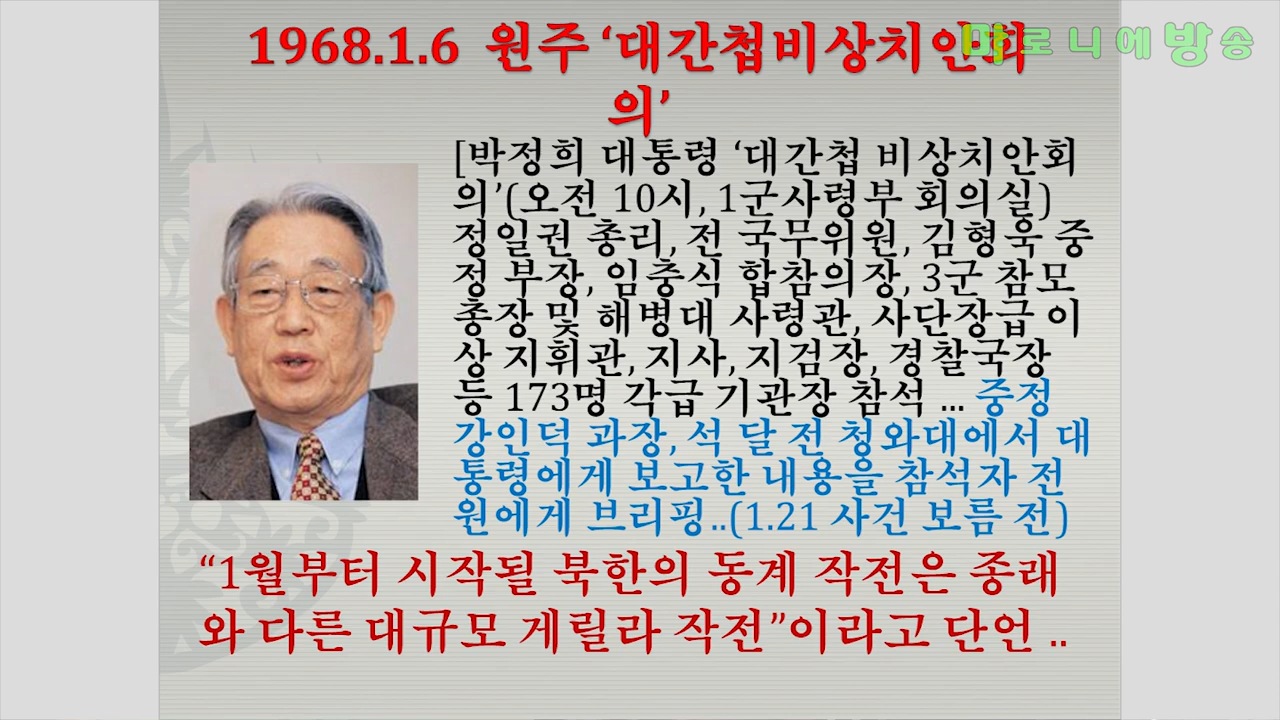 1968.1.6 원주 ‘대간첩비상치안회
의’
마로니에방송
[박정희 대통령 ‘대간첩 비상치안회
의’(오전 10시, 1군사령부 회의실)
정일권 총리, 전 국무위원, 김형욱 중
정 부장, 임충식 합참의장, 3군 참모
총장 및 해병대 사령관, 사단장급 이
상 지휘관, 지사, 지검장, 경찰국장
등 173명 각급 기관장 참석 ... 중정
강인덕 과장, 석 달 전 청와대에서 대
통령에게 보고한 내용을 참석자 전
원에게 브리핑..(1.21 사건 보름 전)
“1월부터 시작될 북한의 동계 작전은 종래
와 다른 대규모 게릴라 작전”이라고 단언 ..